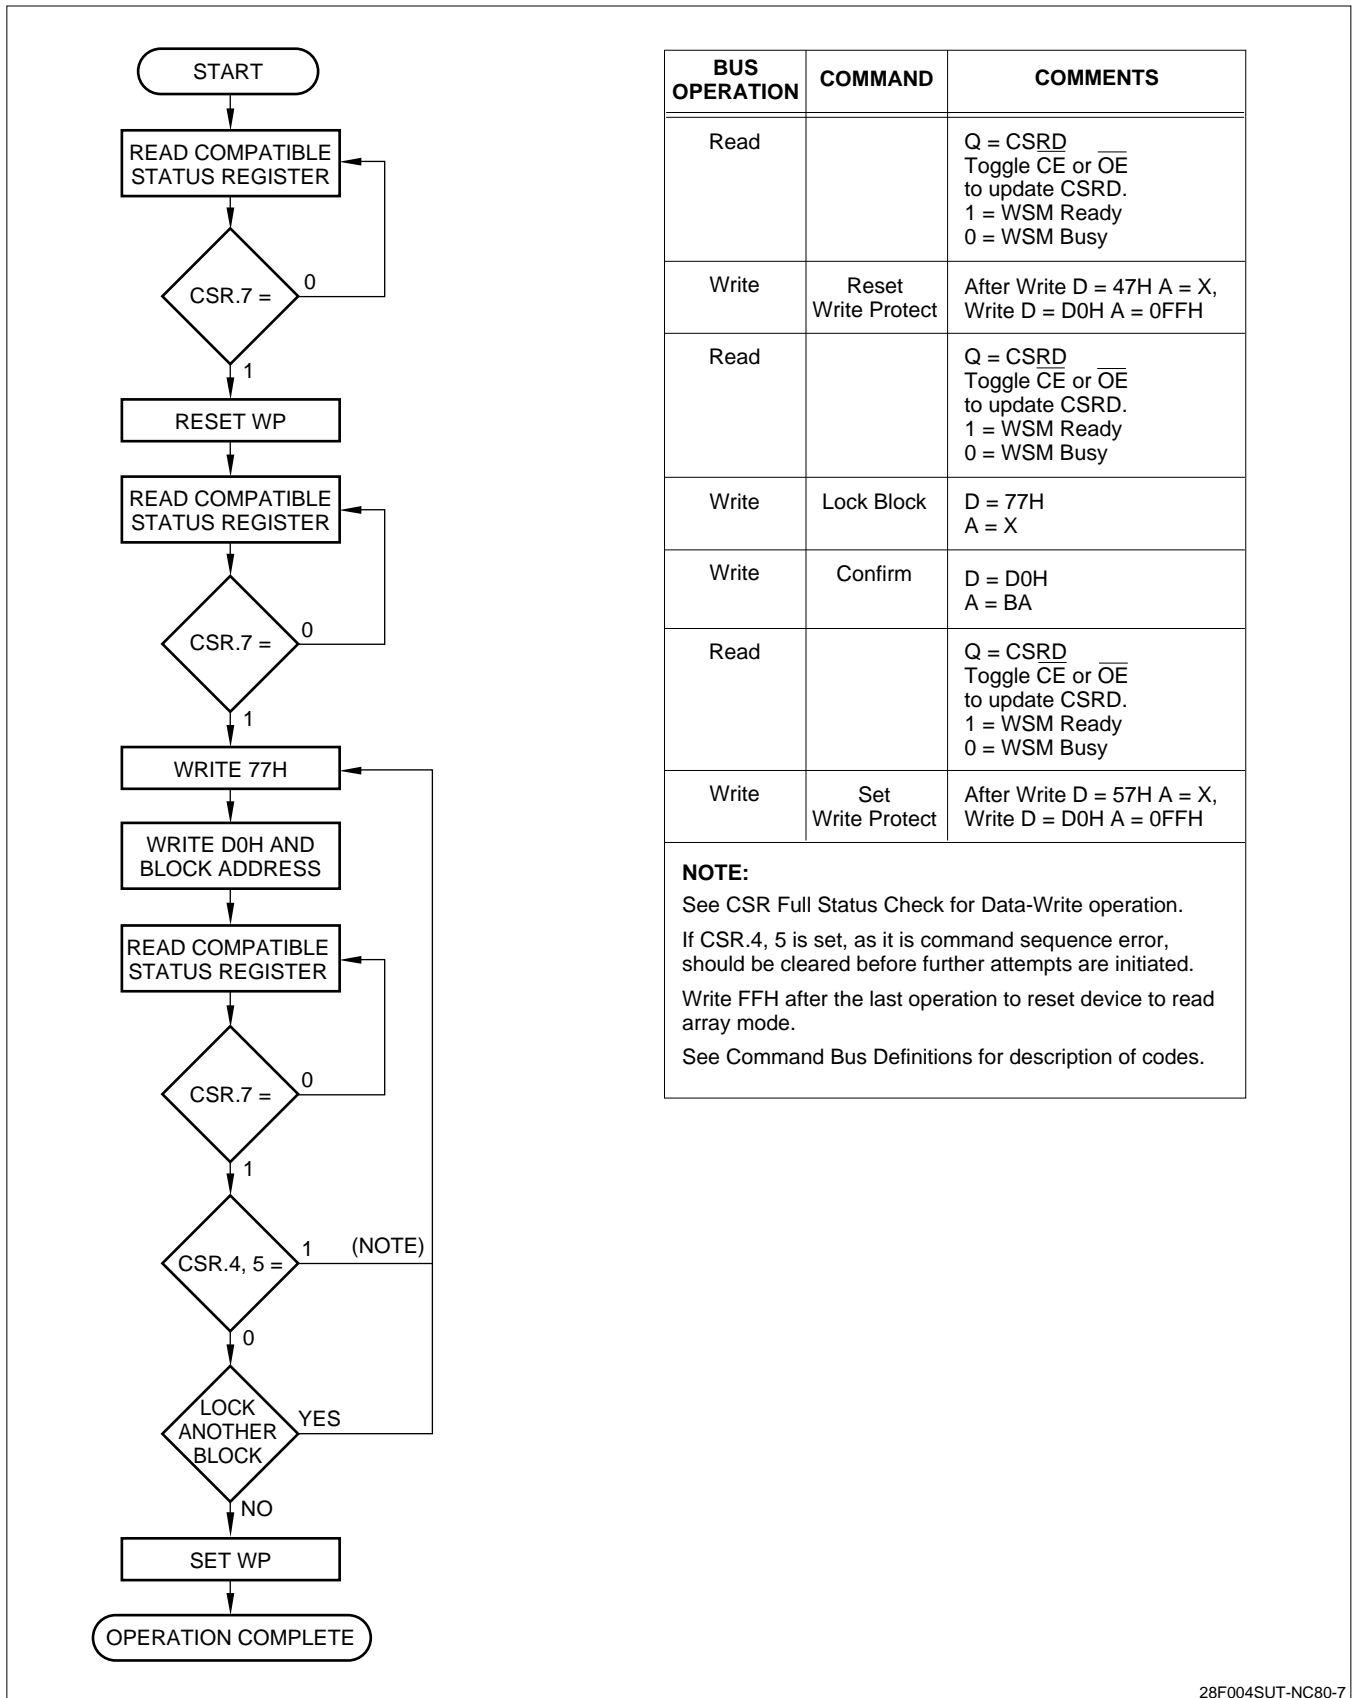 START
READ COMPATIBLE
STATUS REGISTER
CSR.7 =
0
1
RESET WP
READ COMPATIBLE
STATUS REGISTER
CSR.7 =
0
1
WRITE 77H
WRITE D0H AND
BLOCK ADDRESS
READ COMPATIBLE
STATUS REGISTER
CSR.7 =
0
1
CSR.4, 5 =
1
(NOTE)
0
LOCK
ANOTHER
BLOCK
YES
NO
SET WP
OPERATION COMPLETE
BUS
OPERATION
COMMAND
COMMENTS
Read
Q = CSRD
Toggle C̅E̅ or O̅E̅
to update CSRD.
1 = WSM Ready
0 = WSM Busy
Write
Reset
Write Protect
After Write D = 47H A = X,
Write D = D0H A = 0FFH
Read
Q = CSRD
Toggle C̅E̅ or O̅E̅
to update CSRD.
1 = WSM Ready
0 = WSM Busy
Write
Lock Block
D = 77H
A = X
Write
Confirm
D = D0H
A = BA
Read
Q = CSRD
Toggle C̅E̅ or O̅E̅
to update CSRD.
1 = WSM Ready
0 = WSM Busy
Write
Set
Write Protect
After Write D = 57H A = X,
Write D = D0H A = 0FFH
NOTE:
See CSR Full Status Check for Data-Write operation.
If CSR.4, 5 is set, as it is command sequence error,
should be cleared before further attempts are initiated.
Write FFH after the last operation to reset device to read
array mode.
See Command Bus Definitions for description of codes.
28F004SUT-NC80-7